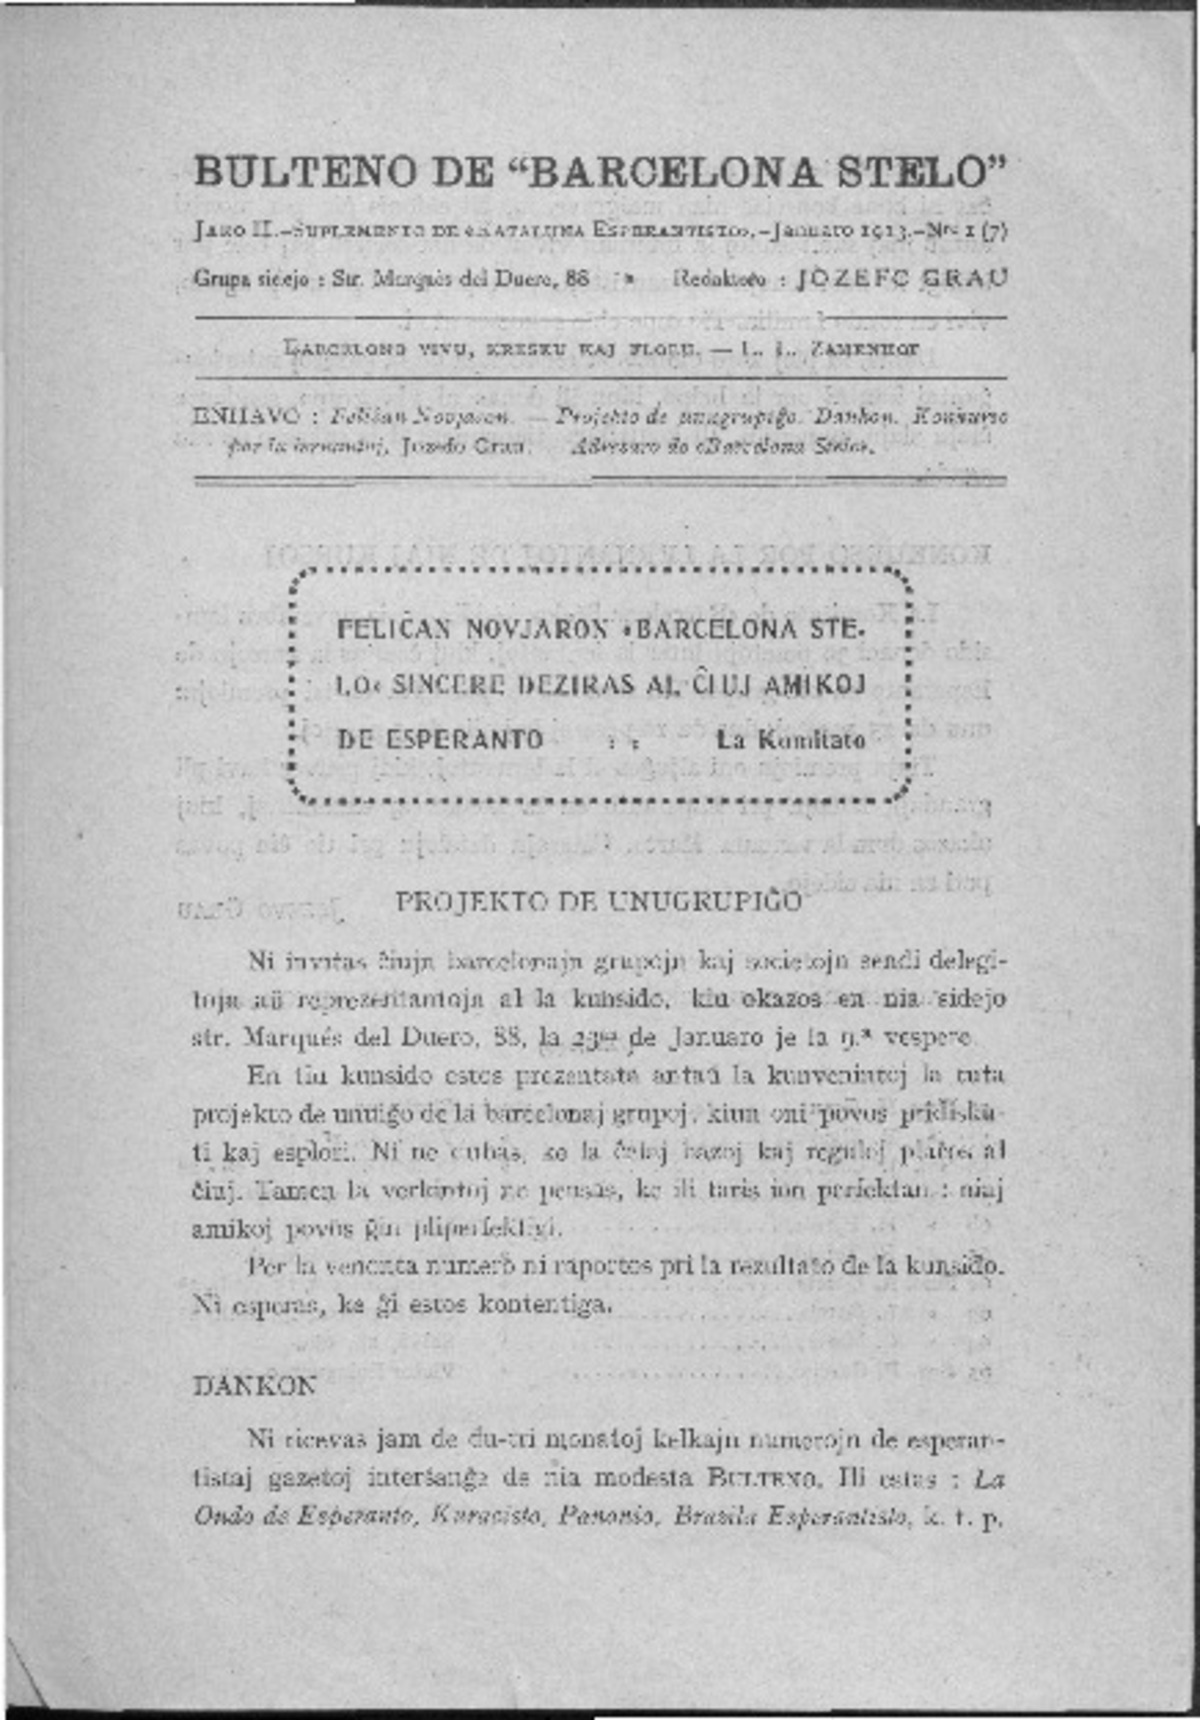 BULTENO DE “BARCELONA STELO”
Jaro II.-Suplemento de «Kataluna Esperantisto».-Januaro 1913.-Nro 1 (7)
Grupa sidejo : Str. Marqués del Duero, 88 * Redaktoro : JOZEFO GRAU
Barcelono vivu, kresku kaj floru. — L. L. Zamenhof
ENHAVO : Feliĉan Novjaron. — Projekto de unugrupiĝo. Dankon. Konkurso
por la lernantoj, Jozefo Grau. Adresaro de «Barcelona Stelo».
FELIĈAN NOVJARON «BARCELONA STE-
LO» SINCERE DEZIRAS AL ĈIUJ AMIKOJ
DE ESPERANTO : : La Komitato
PROJEKTO DE UNUGRUPIĜO
Ni invitas ĉiujn barcelonajn grupojn kaj societojn sendi delegi-
tojn aŭ reprezentantojn al la kunsido, kiu okazos en nia sidejo
str. Marqués del Duero, 88, la 23an de Januaro je la 9.ª vespere.
En tiu kunsido estos prezentata antaŭ la kunvenintoj la tuta
projekto de unuiĝo de la barcelonaj grupoj, kiun oni povos pridisku-
ti kaj esplori. Ni ne dubas, ke la ĉefaj bazoj kaj reguloj plaĉos al
ĉiuj. Tamen la verkintoj ne pensas, ke ili faris ion perfektan : niaj
amikoj povos ĝin pliperfektigi.
Per la venonta numero ni raportos pri la rezultato de la kunsido.
Ni esperas, ke ĝi estos kontentiga.
DANKON
Ni ricevas jam de du-tri monatoj kelkajn numerojn de esperan-
tistaj gazetoj interŝanĝe de nia modesta BULTENO. Ili estas : La
Ondo de Esperanto, Kuracisto, Panonio, Brazila Esperantisto, k. t. p.